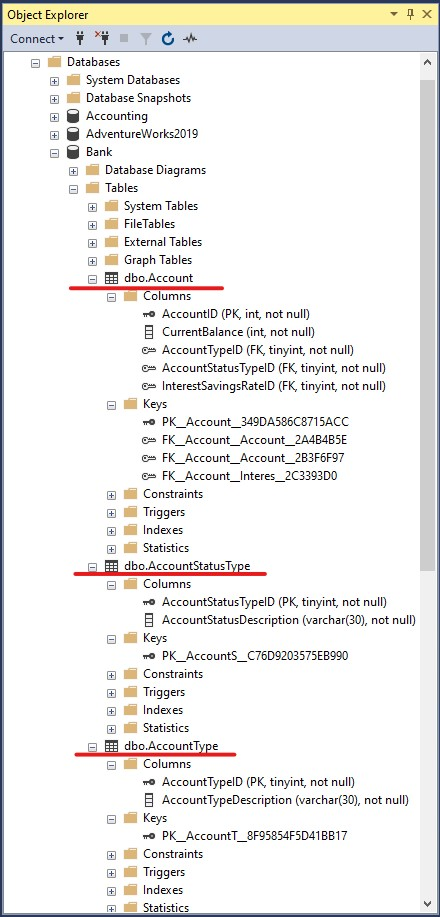 Object Explorer
Connect
Databases
System Databases
Database Snapshots
Accounting
AdventureWorks2019
Bank
Database Diagrams
Tables
System Tables
FileTables
External Tables
Graph Tables
dbo.Account
Columns
AccountID (PK, int, not null)
CurrentBalance (int, not null)
AccountTypeID (FK, tinyint, not null)
AccountStatusTypeID (FK, tinyint, not null)
InterestSavingsRateID (FK, tinyint, not null)
Keys
PK__Account__349DA586C8715ACC
FK__Account__Account__2A4B4B5E
FK__Account__Account__2B3F6F97
FK__Account__Interes__2C3393D0
Constraints
Triggers
Indexes
Statistics
dbo.AccountStatusType
Columns
AccountStatusTypeID (PK, tinyint, not null)
AccountStatusDescription (varchar(30), not null)
Keys
PK__AccountS__C76D9203575EB990
Constraints
Triggers
Indexes
Statistics
dbo.AccountType
Columns
AccountTypeID (PK, tinyint, not null)
AccountTypeDescription (varchar(30), not null)
Keys
PK__AccountT__8F95854F5D41BB17
Constraints
Triggers
Indexes
Statistics